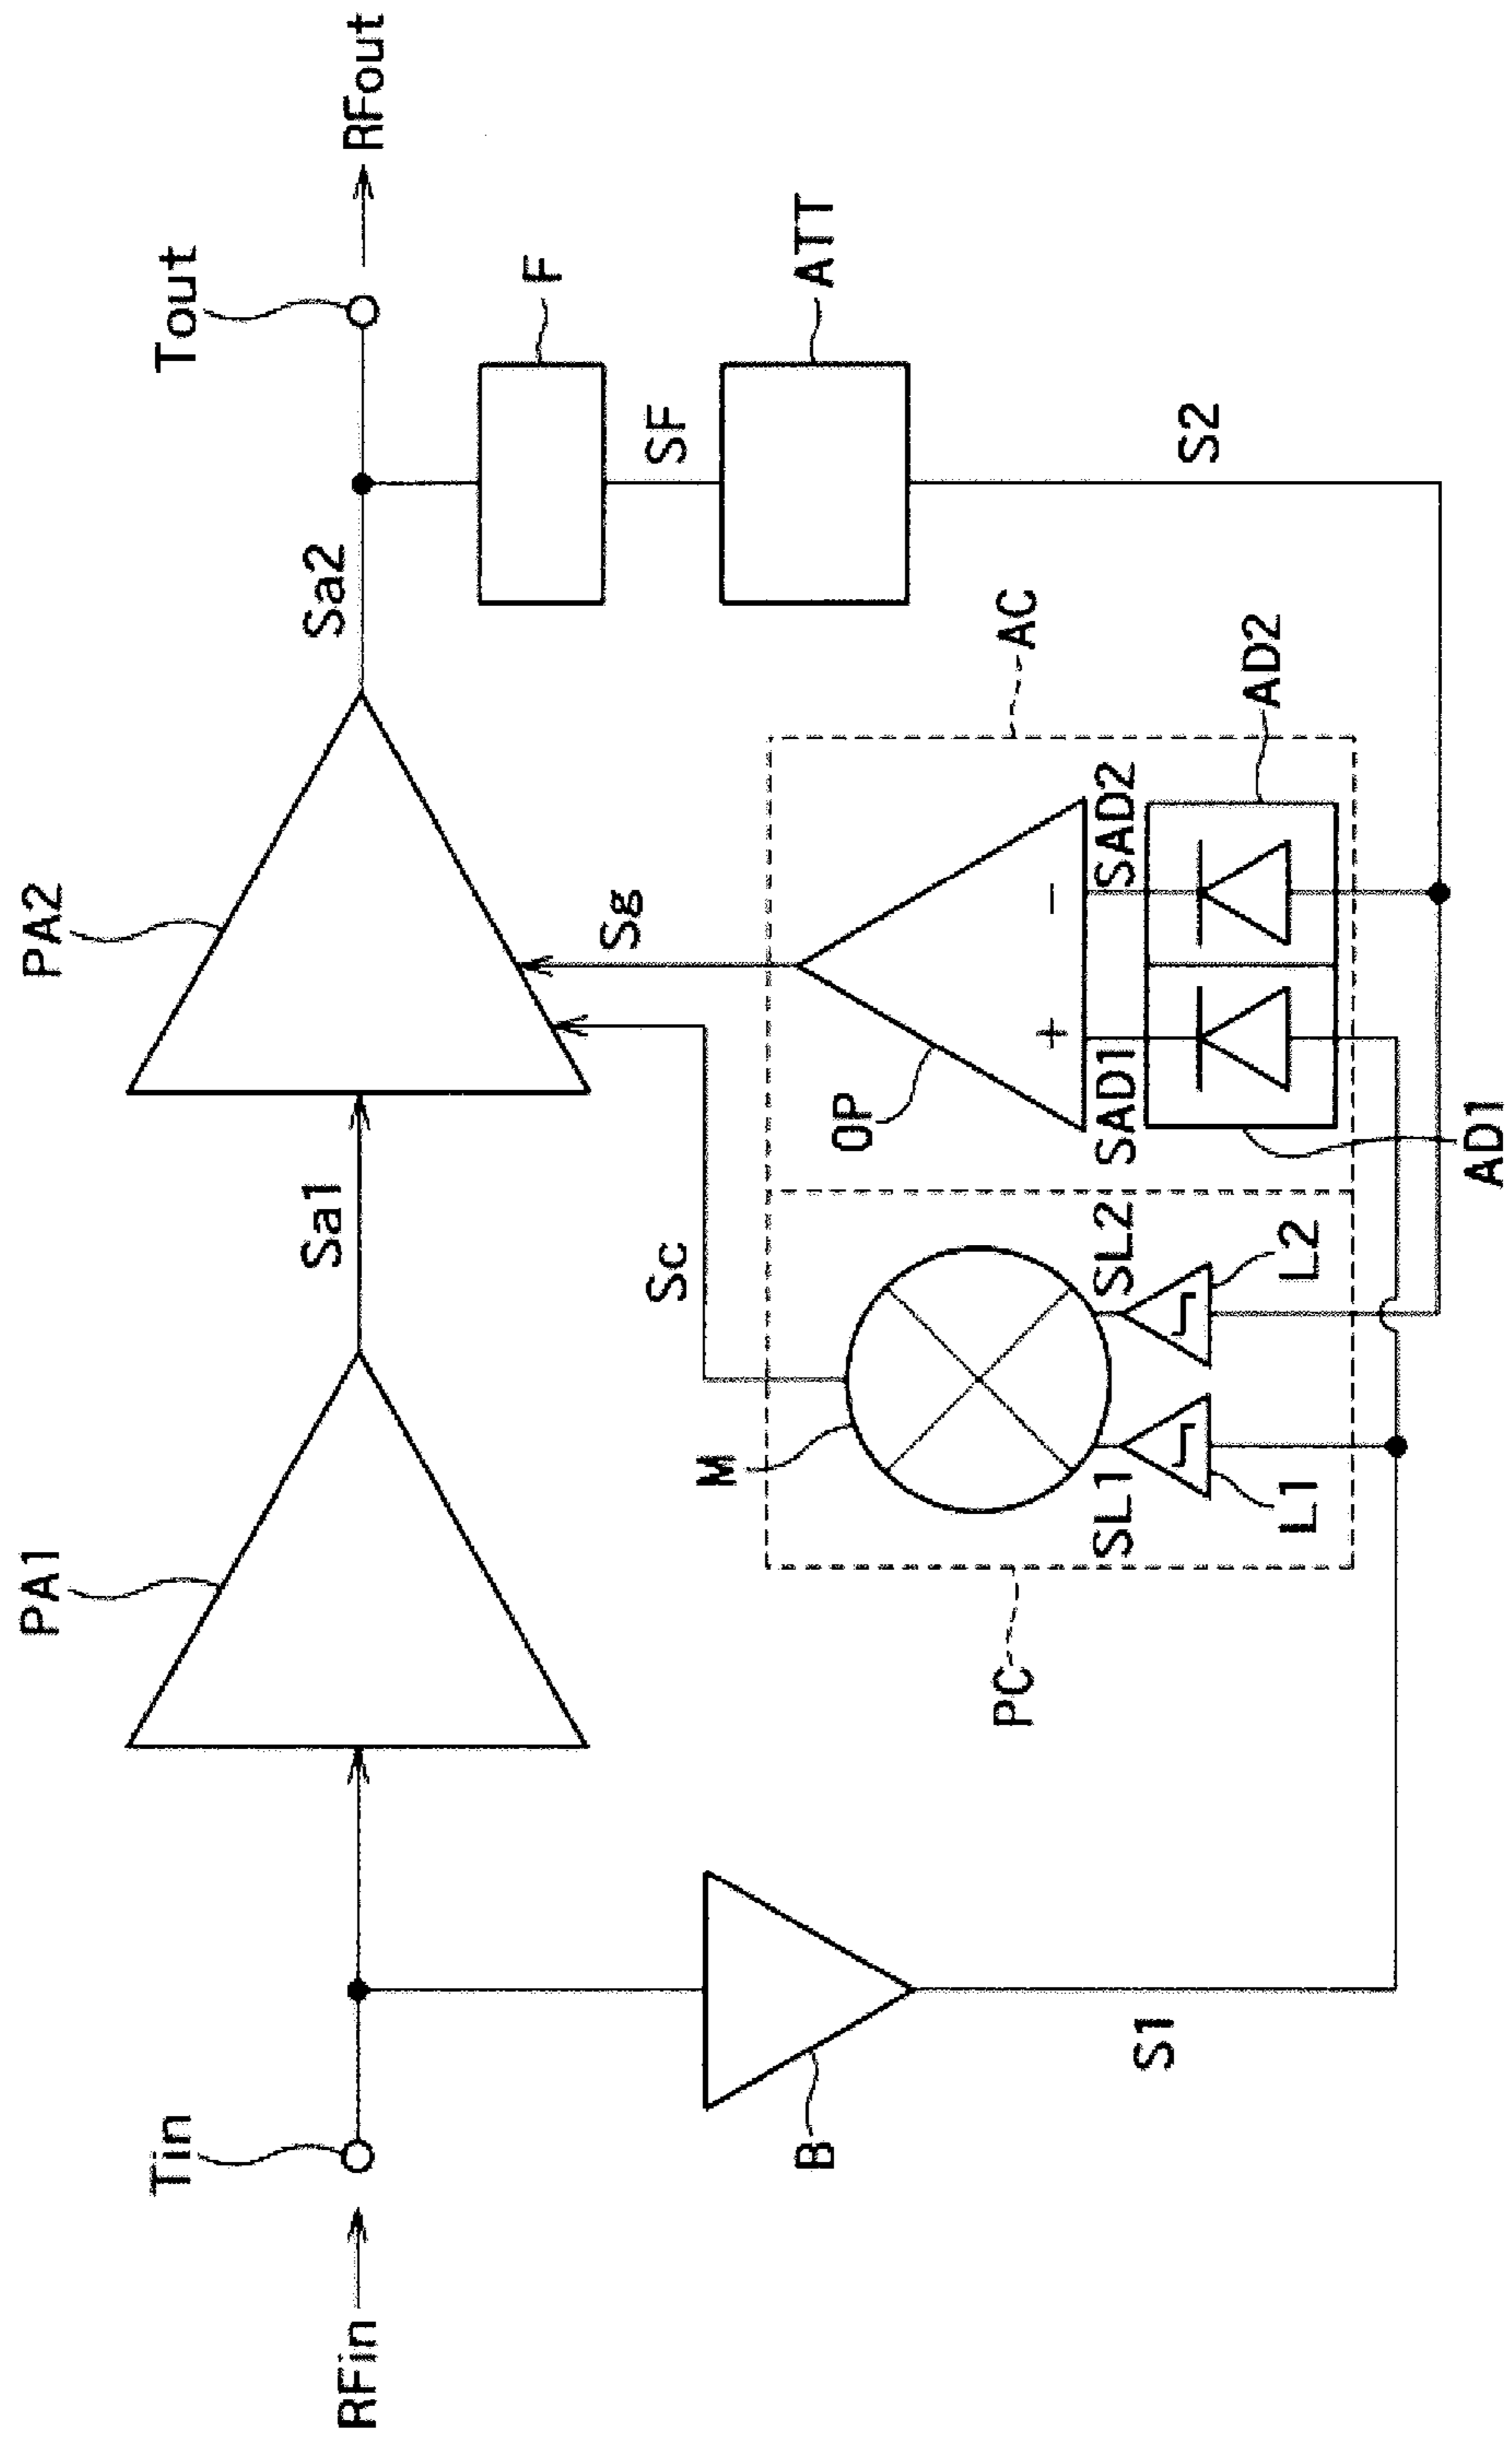 PA1
PA2
Tin
Tout
RFin
Sa1
Sa2
RFout
F
SF
ATT
Sc
Sg
B
M
OP
PC
AC
SL1
SL2
SAD1
SAD2
+
−
S1
S2
L1
L2
AD2
AD1